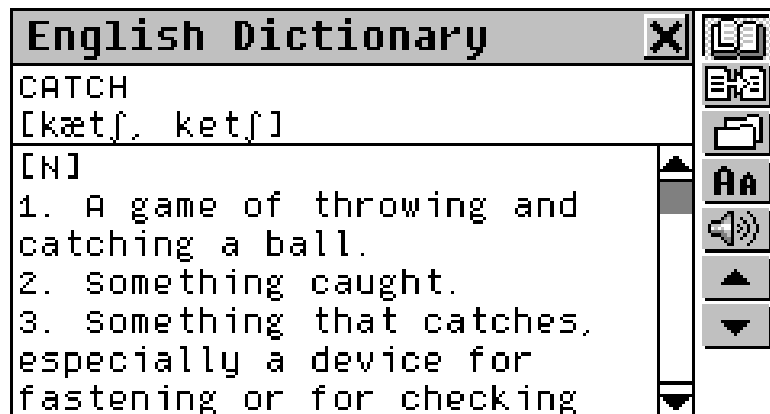 English Dictionary
CATCH
[kætʃ, ketʃ]
[N]
1. A game of throwing and
catching a ball.
2. Something caught.
3. Something that catches,
especially a device for
fastening or for checking
AA